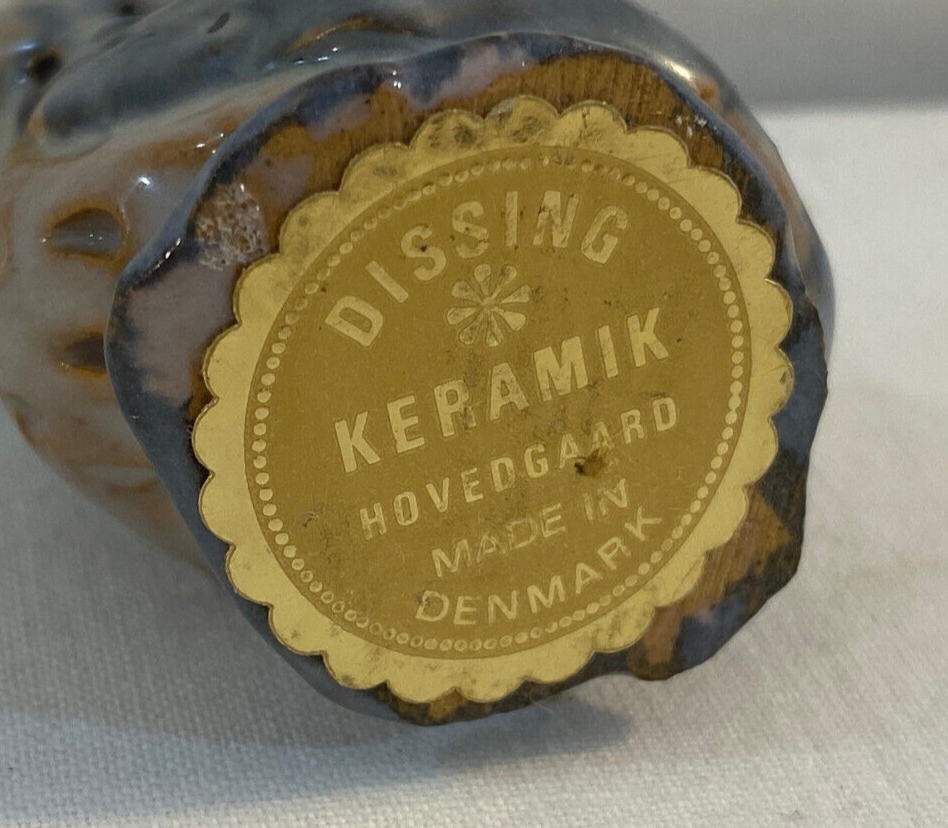 DISSING
KERAMIK
HOVEDGAARD
MADE IN
DENMARK